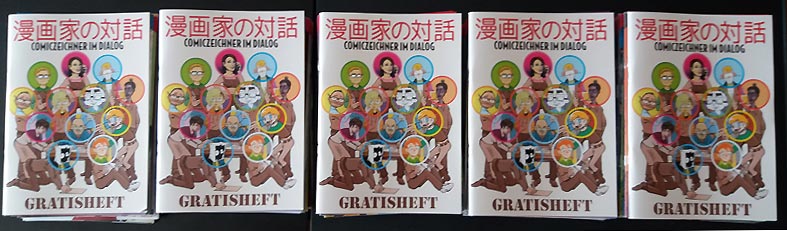 漫画家の対話
COMICZEICHNER IM DIALOG
GRATISHEFT
漫画家の対話
COMICZEICHNER IM DIALOG
GRATISHEFT
漫画家の対話
COMICZEICHNER IM DIALOG
GRATISHEFT
漫画家の対話
COMICZEICHNER IM DIALOG
GRATISHEFT
漫画家の対話
COMICZEICHNER IM DIALOG
GRATISHEFT